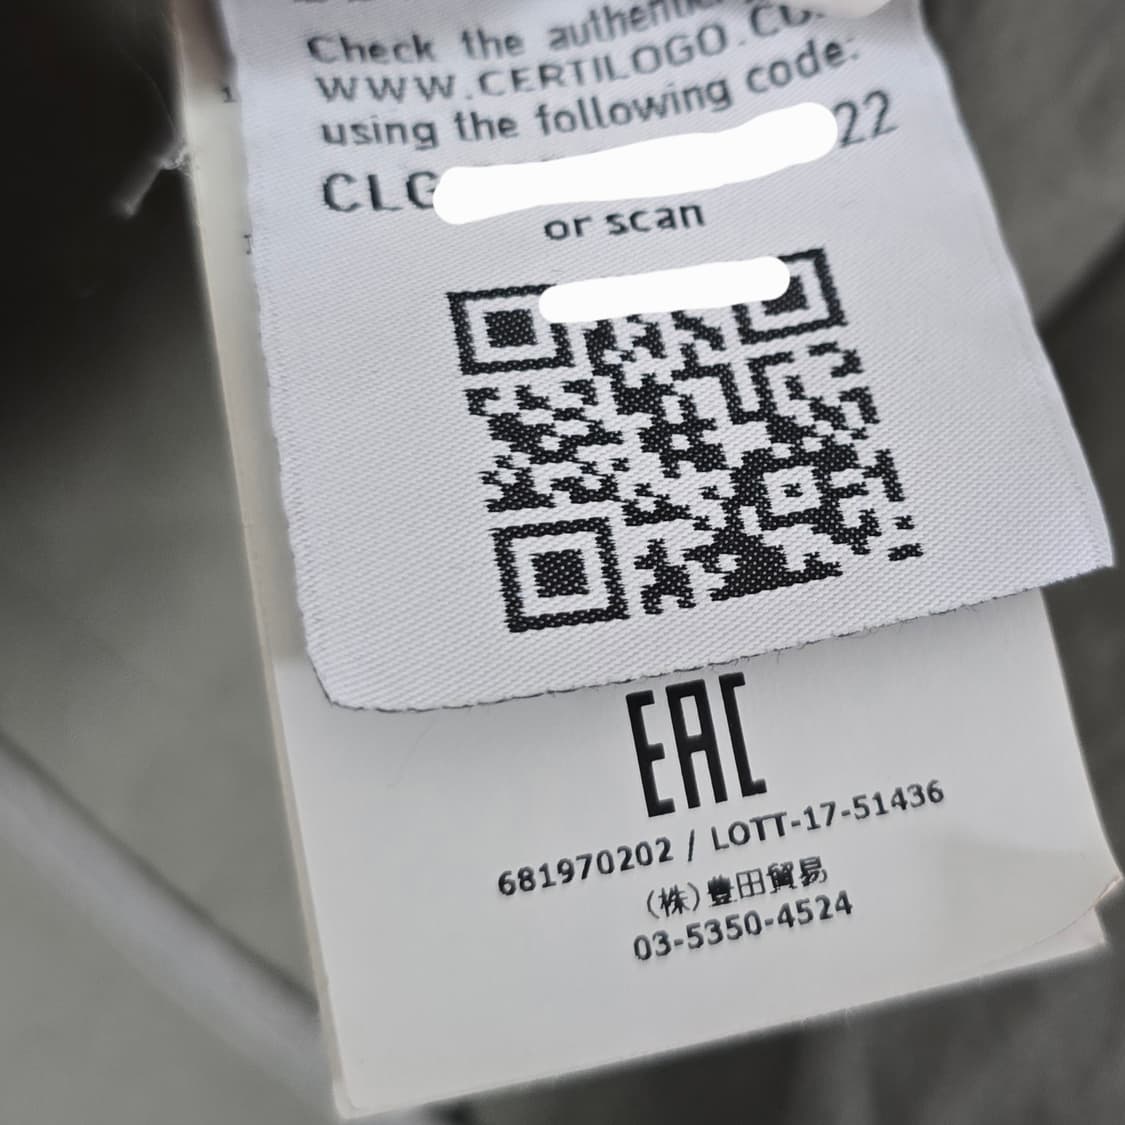 Check the
WWW.CERTILOGO.CO
using the following code:
CLG 22
or scan
EAC
681970202 / LOTT-17-51436
(株)豊田貿易
03-5350-4524